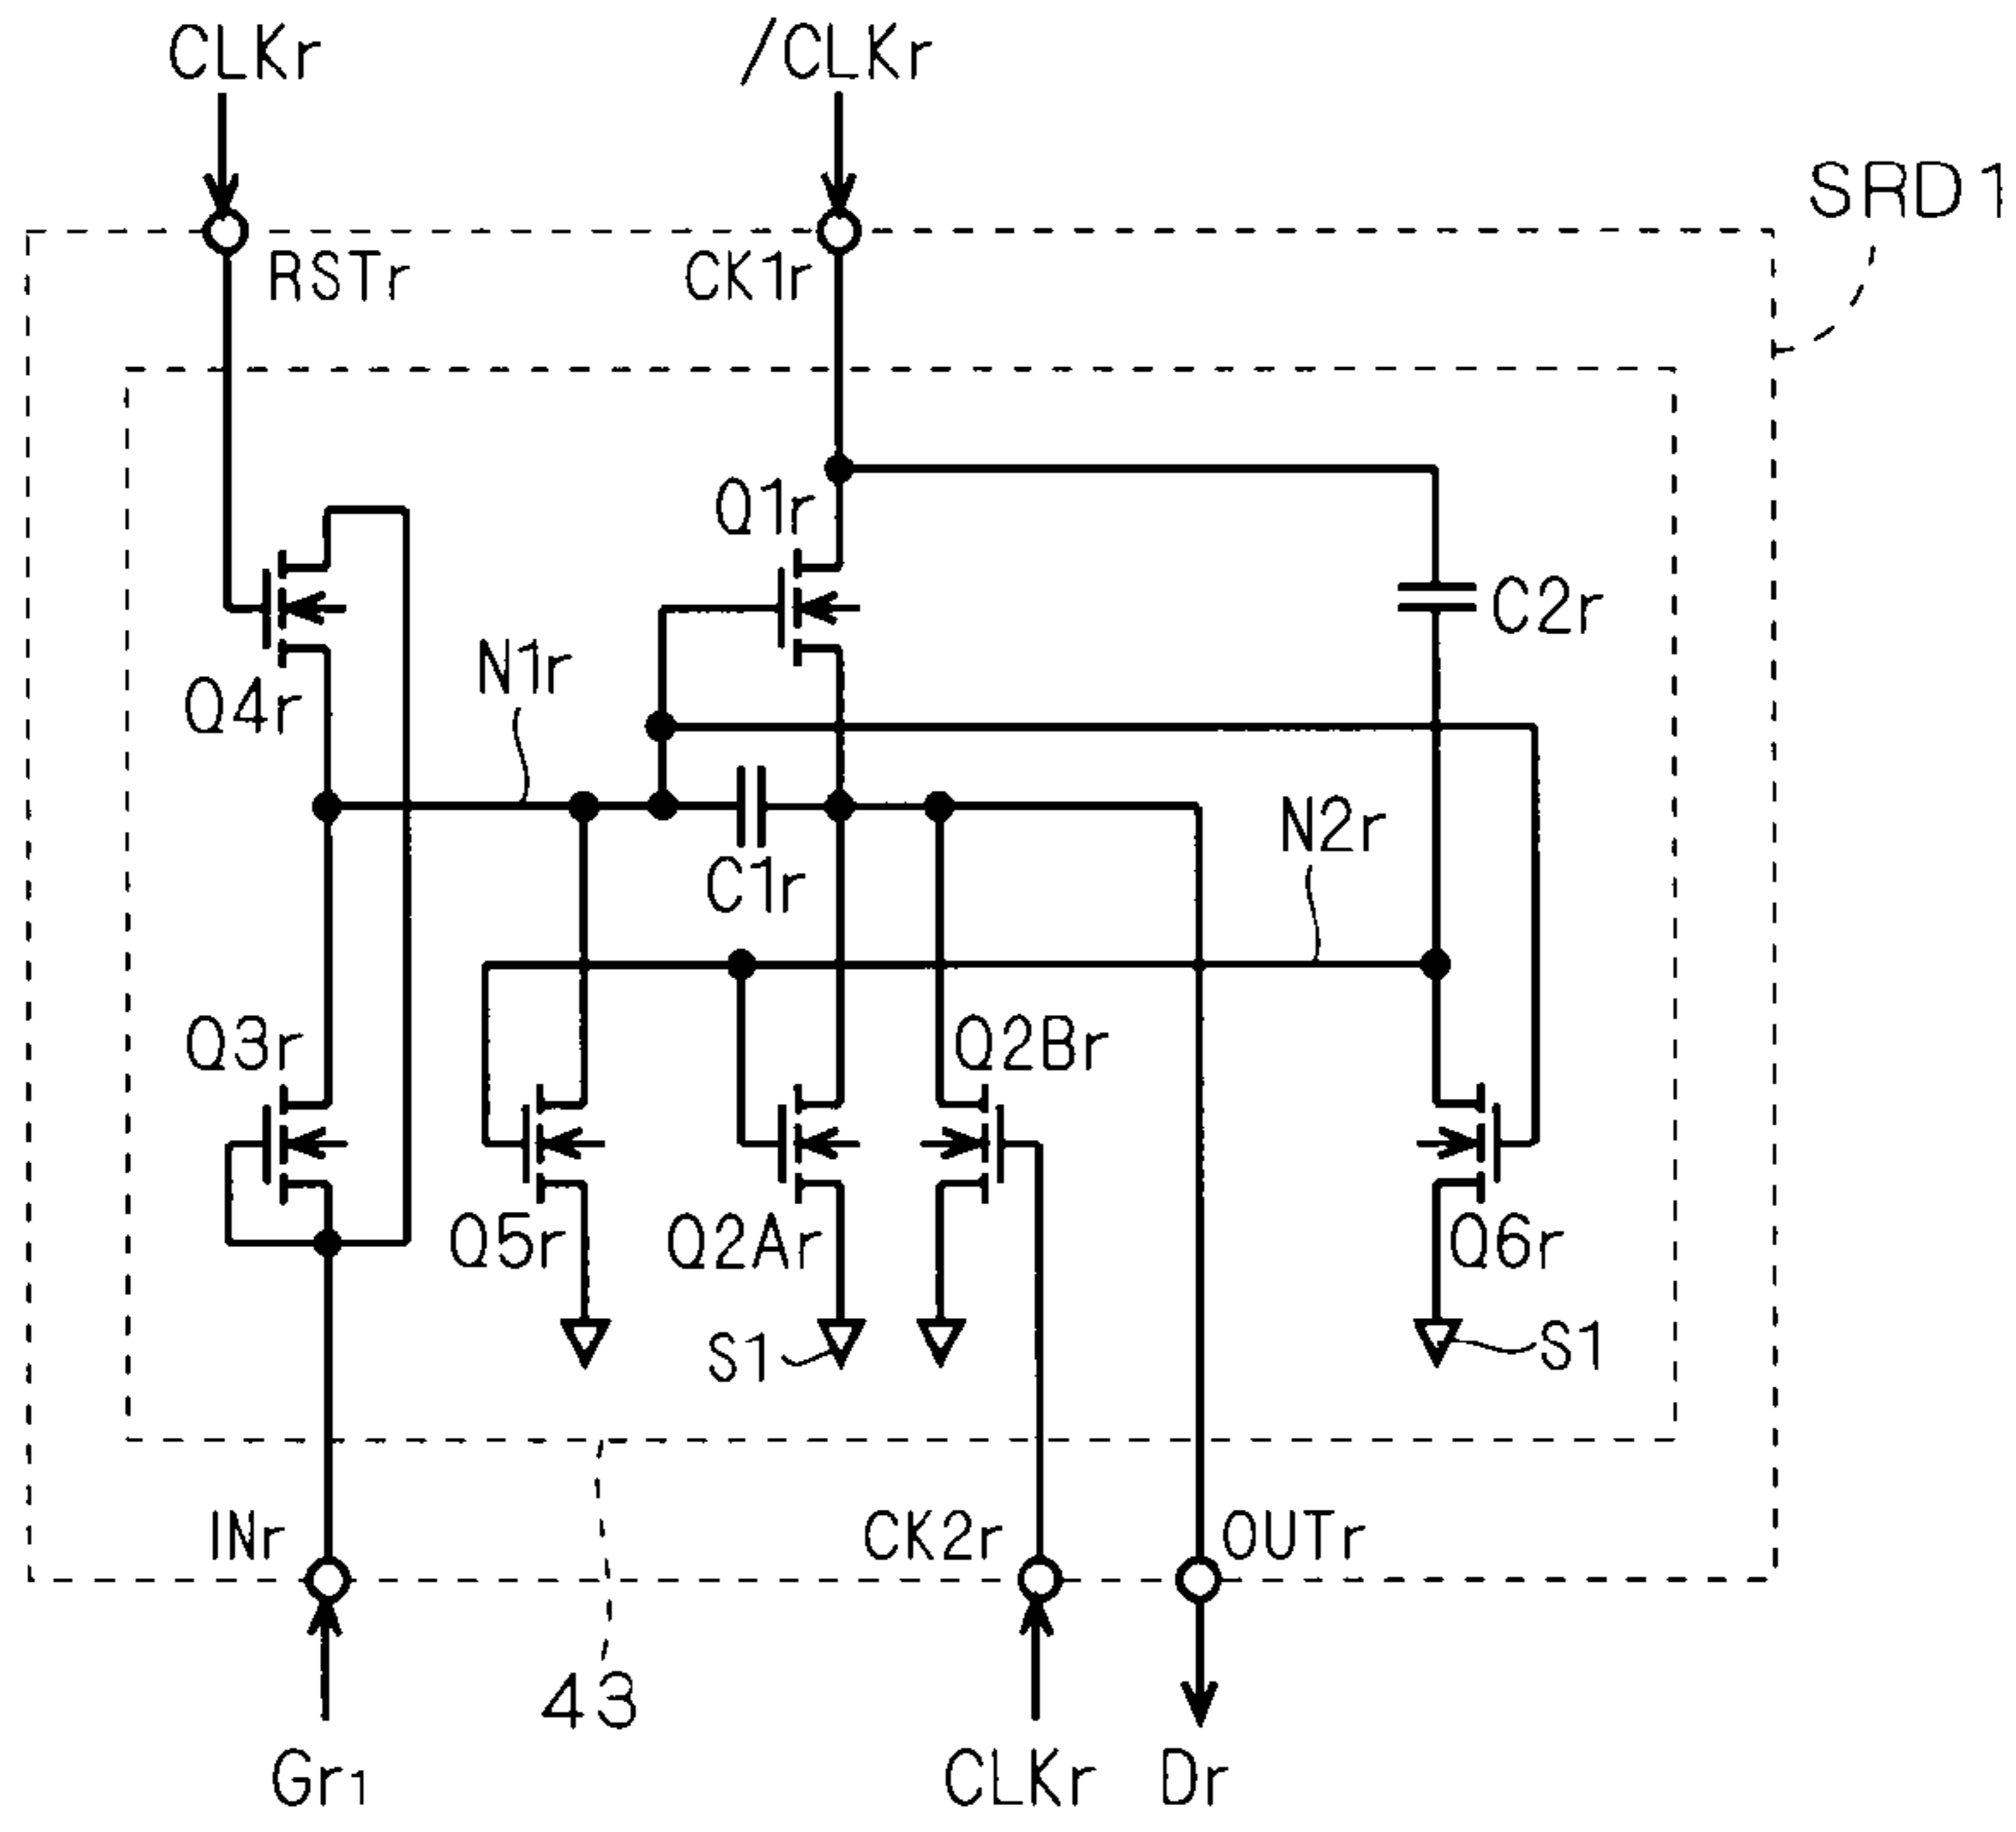 CLKr
/CLKr
SRD1
RSTr
CK1r
Q1r
C2r
N1r
Q4r
N2r
C1r
Q3r
Q2Br
Q5r
Q2Ar
Q6r
S1
S1
INr
CK2r
OUTr
43
Gr1
CLKr
Dr